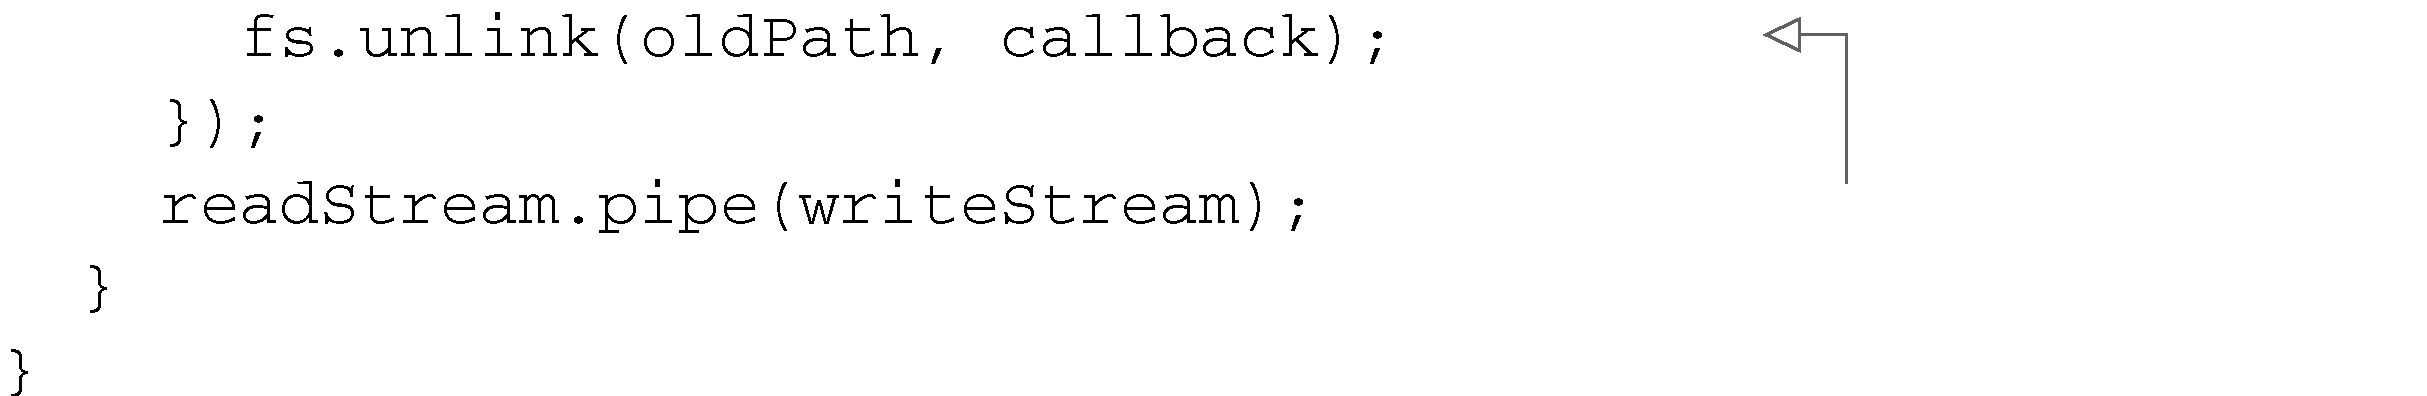 fs.unlink(oldPath, callback);
});
readStream.pipe(writeStream);
}
}